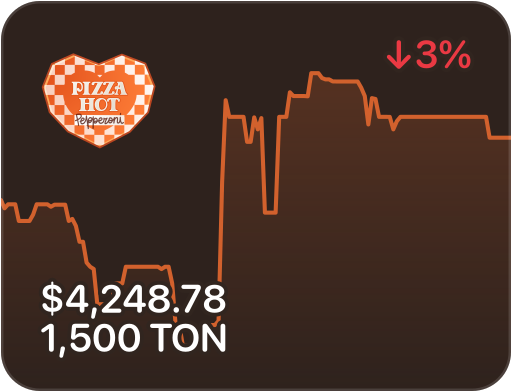 ↓3%
PIZZA
HOT
Pepperoni
$4,248.78
1,500 TON